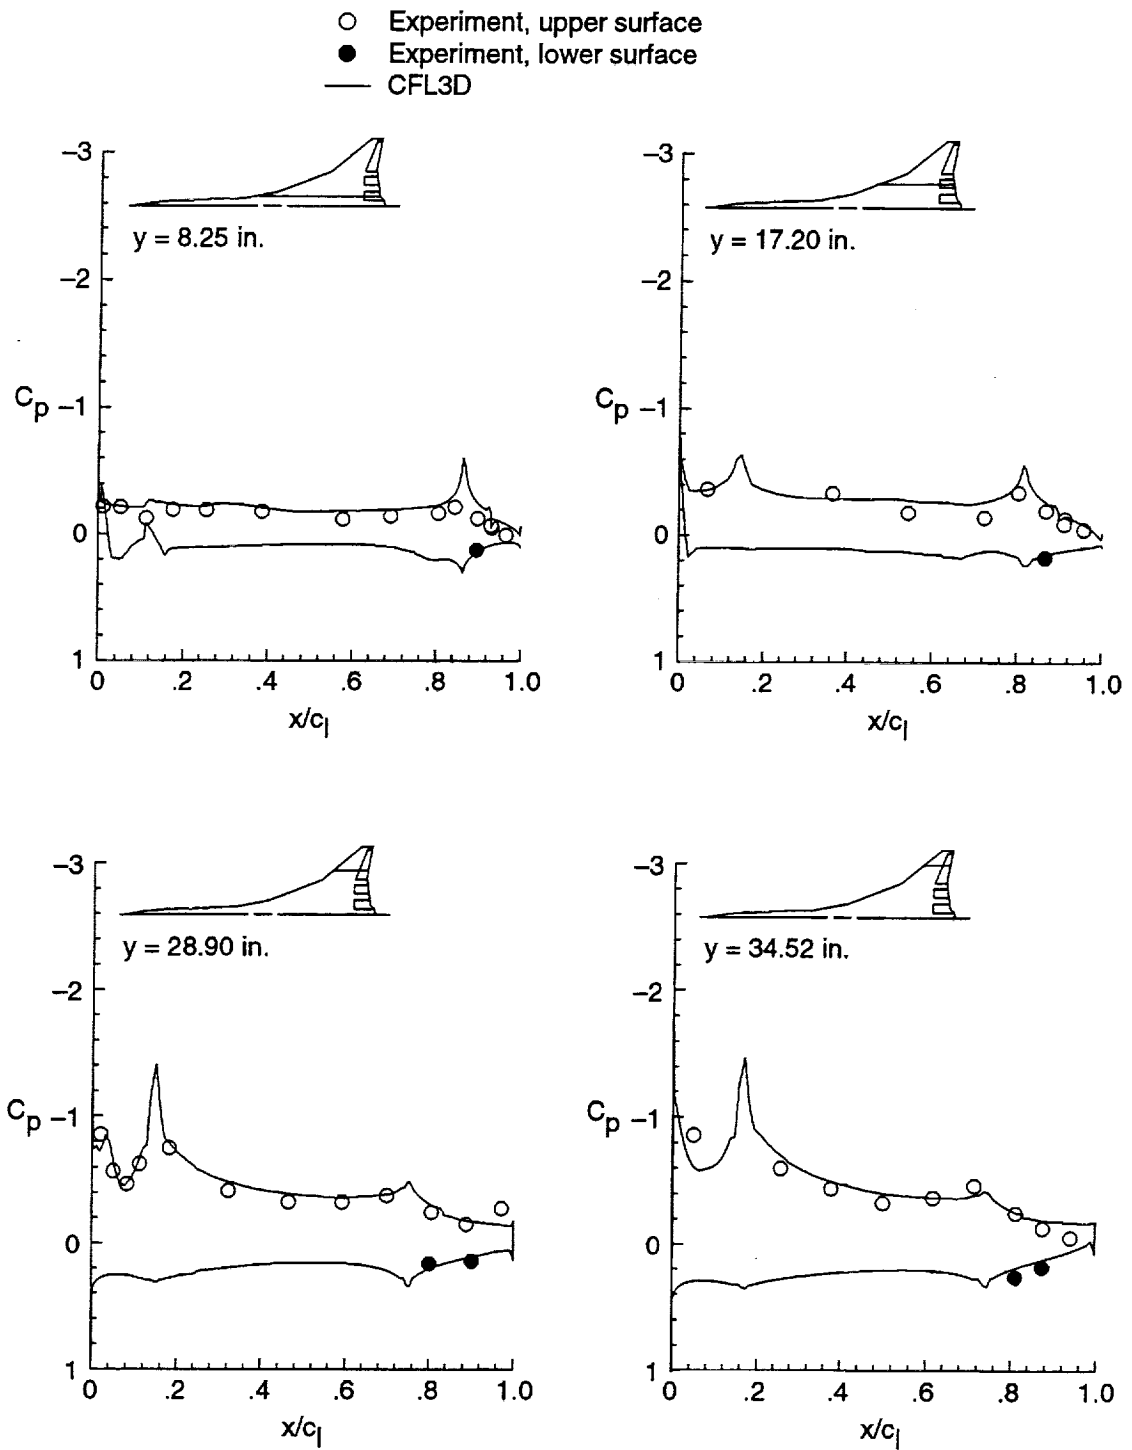 Experiment, upper surface
Experiment, lower surface
CFL3D
–3
–2
Cp –1
0
1
y = 8.25 in.
0 .2 .4 .6 .8 1.0
x/cl
–3
–2
Cp –1
0
1
y = 17.20 in.
0 .2 .4 .6 .8 1.0
x/cl
–3
–2
Cp –1
0
1
y = 28.90 in.
0 .2 .4 .6 .8 1.0
x/cl
–3
–2
Cp –1
0
1
y = 34.52 in.
0 .2 .4 .6 .8 1.0
x/cl